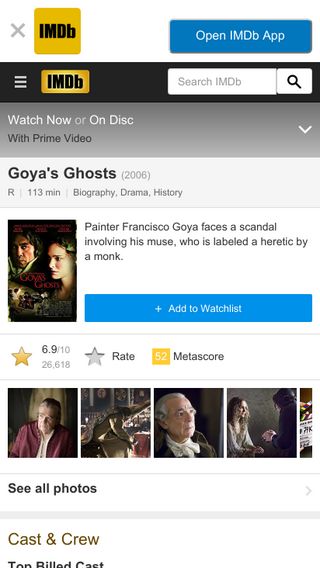 IMDb
Open IMDb App
IMDb
Search IMDb
Watch Now or On Disc
With Prime Video
Goya's Ghosts (2006)
R | 113 min | Biography, Drama, History
GOYA'S GHOSTS
Painter Francisco Goya faces a scandal
involving his muse, who is labeled a heretic by
a monk.
+ Add to Watchlist
6.9/10
26,618
Rate
52 Metascore
See all photos
Cast & Crew
Top Billed Cast